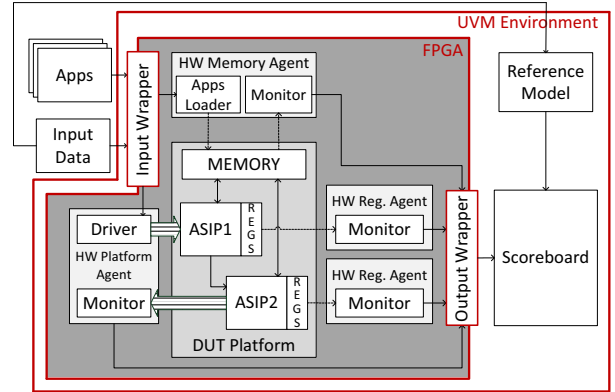 UVM Environment
FPGA
Apps
Input
Data
Input Wrapper
HW Memory Agent
Apps
Loader
Monitor
Reference
Model
MEMORY
Driver
HW Platform
Agent
Monitor
ASIP1
REGS
ASIP2
REGS
DUT Platform
HW Reg. Agent
Monitor
HW Reg. Agent
Monitor
Output Wrapper
Scoreboard